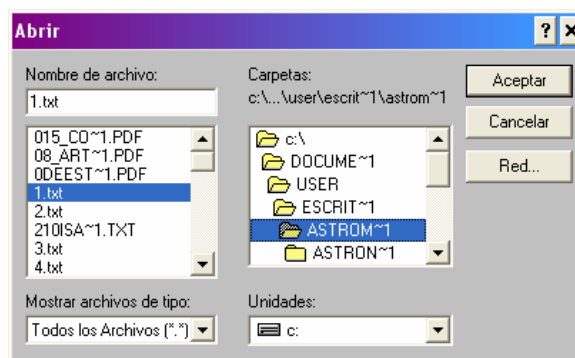 Abrir
Nombre de archivo:
1.txt
015_CO~1.PDF
08_ART~1.PDF
0DEEST~1.PDF
1.txt
2.txt
210ISA~1.TXT
3.txt
4.txt
Mostrar archivos de tipo:
Todos los Archivos (*.*)
Carpetas:
c:\...\user\escrit~1\astrom~1
c:\
DOCUME~1
USER
ESCRIT~1
ASTROM~1
ASTRON~1
Unidades:
c:
Aceptar
Cancelar
Red...